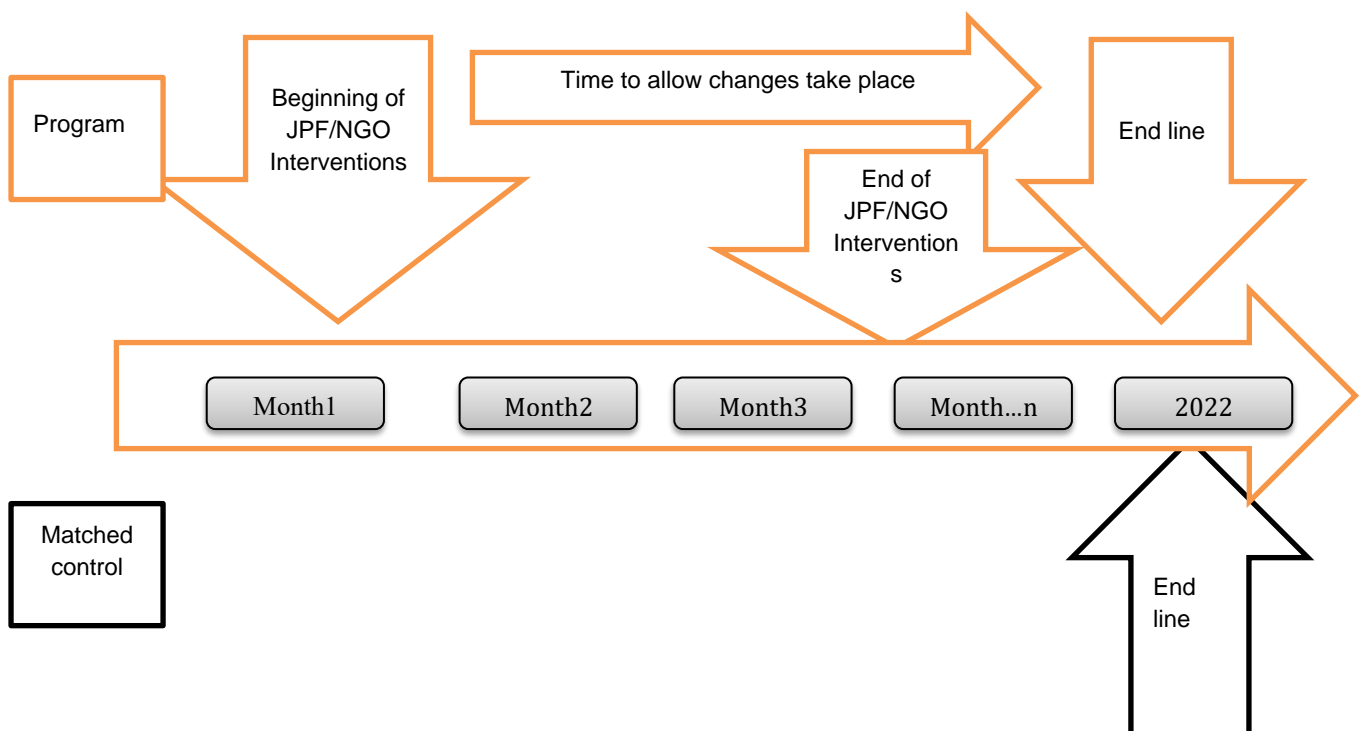 Program
Beginning of
JPF/NGO
Interventions
Time to allow changes take place
End line
End of
JPF/NGO
Intervention
s
Month1
Month2
Month3
Month...n
2022
Matched
control
End
line